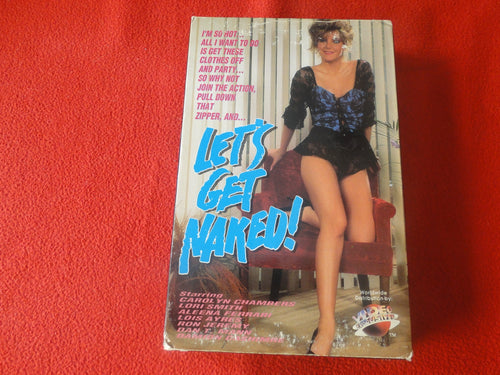 I'M SO HOT...
ALL I WANT TO DO
IS GET THESE
CLOTHES OFF
AND PARTY...
SO WHY NOT
JOIN THE ACTION,
PULL DOWN
THAT
ZIPPER, AND...
LET'S
GET
NAKED!
Starring
CAROLYN CHAMBERS
LORI SMITH
ALEENA FERRARI
LOIS AYRES
RON JEREMY
DAN T. MANN
Worldwide
Distribution by: